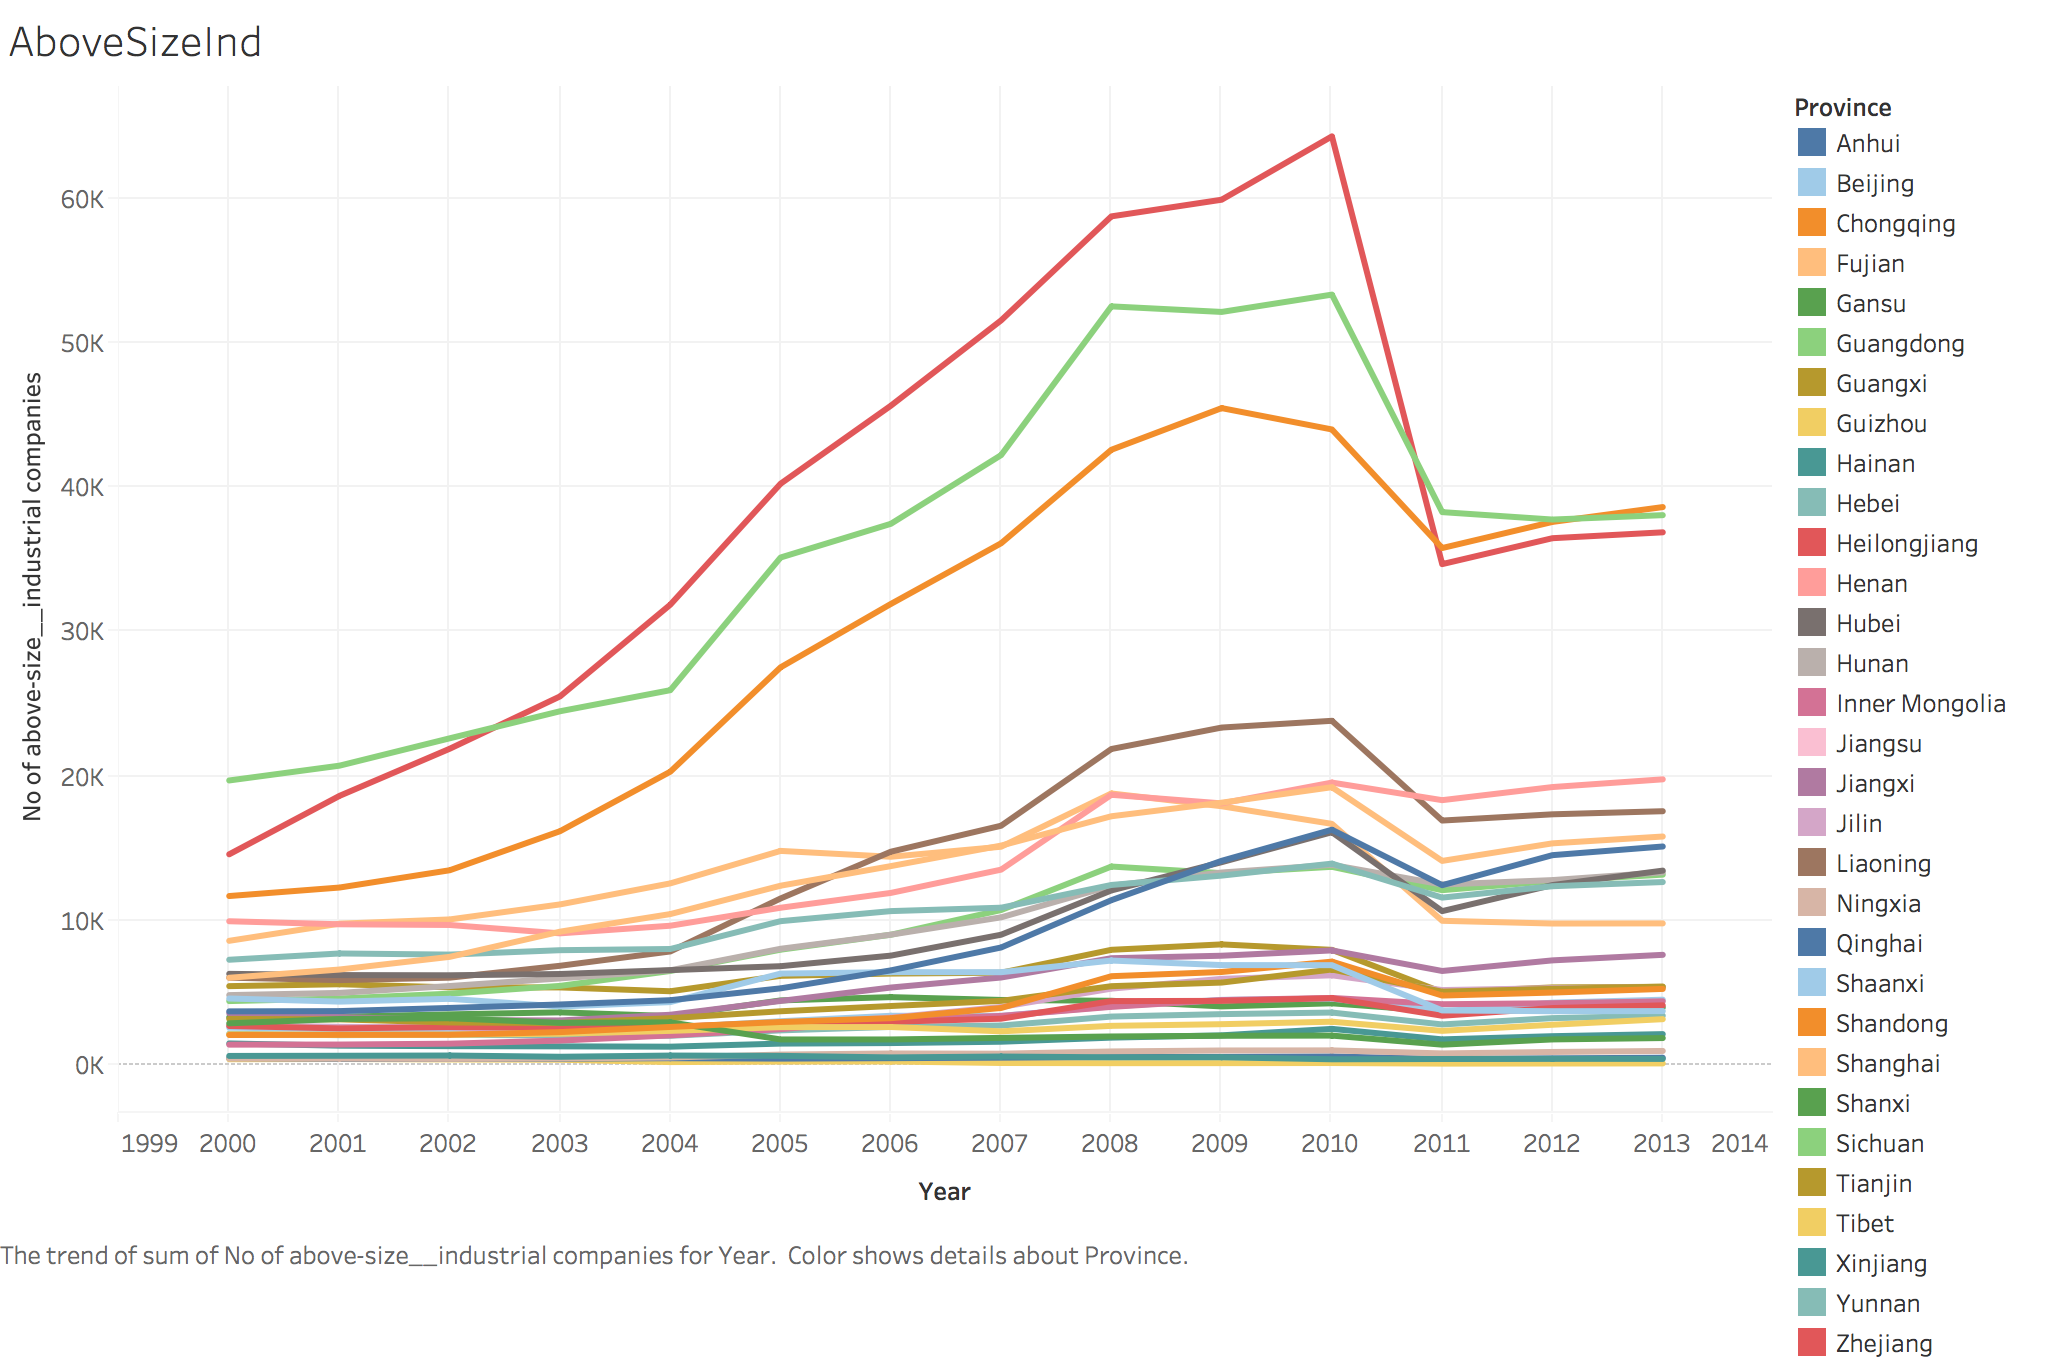 AboveSizeInd
No of above-size__industrial companies
60K
50K
40K
30K
20K
10K
0K
1999 2000 2001 2002 2003 2004 2005 2006 2007 2008 2009 2010 2011 2012 2013 2014
Year
The trend of sum of No of above-size__industrial companies for Year. Color shows details about Province.
Province
Anhui
Beijing
Chongqing
Fujian
Gansu
Guangdong
Guangxi
Guizhou
Hainan
Hebei
Heilongjiang
Henan
Hubei
Hunan
Inner Mongolia
Jiangsu
Jiangxi
Jilin
Liaoning
Ningxia
Qinghai
Shaanxi
Shandong
Shanghai
Shanxi
Sichuan
Tianjin
Tibet
Xinjiang
Yunnan
Zhejiang